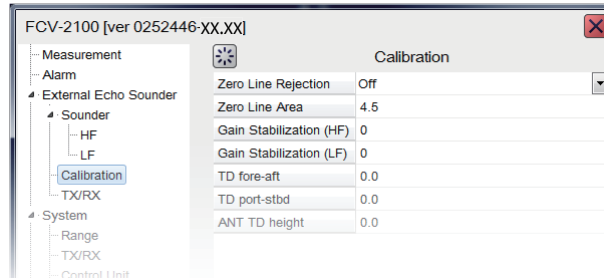 FCV-2100 [ver 0252446-XX.XX]
Measurement
Alarm
External Echo Sounder
Sounder
HF
LF
Calibration
TX/RX
System
Range
TX/RX
Control Unit
Calibration
Zero Line Rejection Off
Zero Line Area 4.5
Gain Stabilization (HF) 0
Gain Stabilization (LF) 0
TD fore-aft 0.0
TD port-stbd 0.0
ANT TD height 0.0